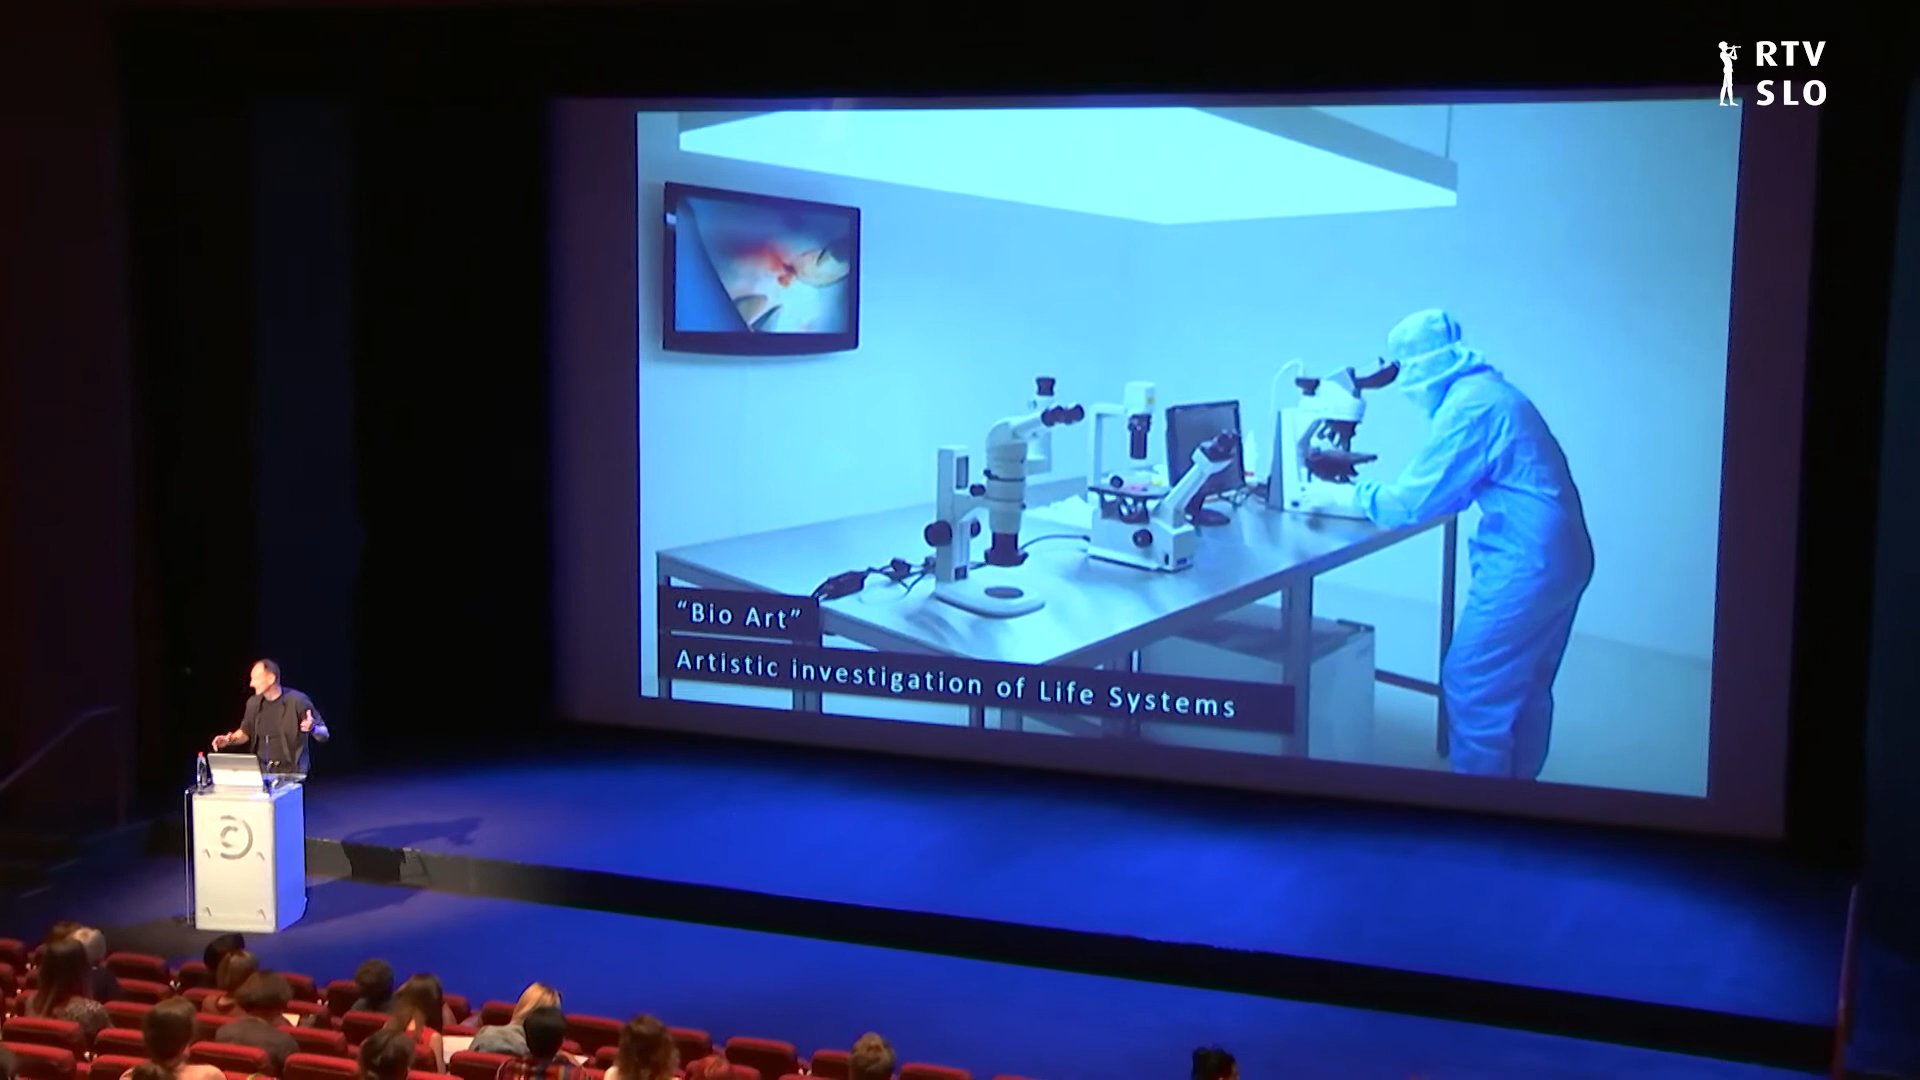 RTV
SLO
“Bio Art”
Artistic investigation of Life Systems